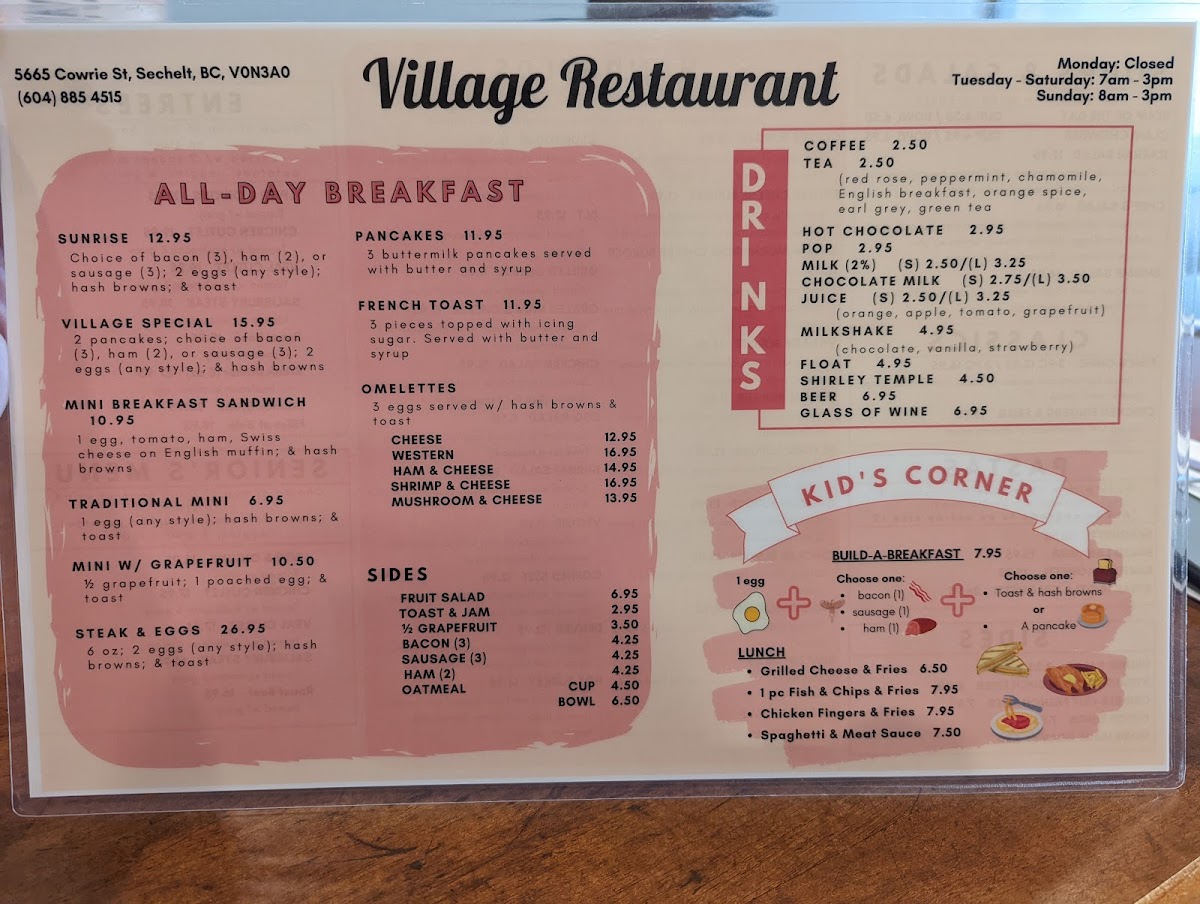 5665 Cowrie St, Sechelt, BC, V0N3A0
(604) 885 4515
Village Restaurant
Monday: Closed
Tuesday - Saturday: 7am - 3pm
Sunday: 8am - 3pm
ALL-DAY BREAKFAST
SUNRISE 12.95
Choice of bacon (3), ham (2), or
sausage (3); 2 eggs (any style);
hash browns; & toast
VILLAGE SPECIAL 15.95
2 pancakes; choice of bacon
(3), ham (2), or sausage (3); 2
eggs (any style); & hash browns
MINI BREAKFAST SANDWICH
10.95
1 egg, tomato, ham, Swiss
cheese on English muffin; & hash
browns
TRADITIONAL MINI 6.95
1 egg (any style); hash browns; &
toast
MINI W/ GRAPEFRUIT 10.50
½ grapefruit; 1 poached egg; &
toast
STEAK & EGGS 26.95
6 oz; 2 eggs (any style); hash
browns; & toast
PANCAKES 11.95
3 buttermilk pancakes served
with butter and syrup
FRENCH TOAST 11.95
3 pieces topped with icing
sugar. Served with butter and
syrup
OMELETTES
3 eggs served w/ hash browns &
toast
CHEESE 12.95
WESTERN 16.95
HAM & CHEESE 14.95
SHRIMP & CHEESE 16.95
MUSHROOM & CHEESE 13.95
SIDES
FRUIT SALAD 6.95
TOAST & JAM 2.95
½ GRAPEFRUIT 3.50
BACON (3) 4.25
SAUSAGE (3) 4.25
HAM (2) 4.25
OATMEAL CUP 4.50
BOWL 6.50
DRINKS
COFFEE 2.50
TEA 2.50
(red rose, peppermint, chamomile,
English breakfast, orange spice,
earl grey, green tea
HOT CHOCOLATE 2.95
POP 2.95
MILK (2%) (S) 2.50/(L) 3.25
CHOCOLATE MILK (S) 2.75/(L) 3.50
JUICE (S) 2.50/(L) 3.25
(orange, apple, tomato, grapefruit)
MILKSHAKE 4.95
(chocolate, vanilla, strawberry)
FLOAT 4.95
SHIRLEY TEMPLE 4.50
BEER 6.95
GLASS OF WINE 6.95
KID'S CORNER
BUILD-A-BREAKFAST 7.95
1 egg
Choose one:
• bacon (1)
• sausage (1)
• ham (1)
Choose one:
• Toast & hash browns
or
• A pancake
LUNCH
• Grilled Cheese & Fries 6.50
• 1 pc Fish & Chips & Fries 7.95
• Chicken Fingers & Fries 7.95
• Spaghetti & Meat Sauce 7.50